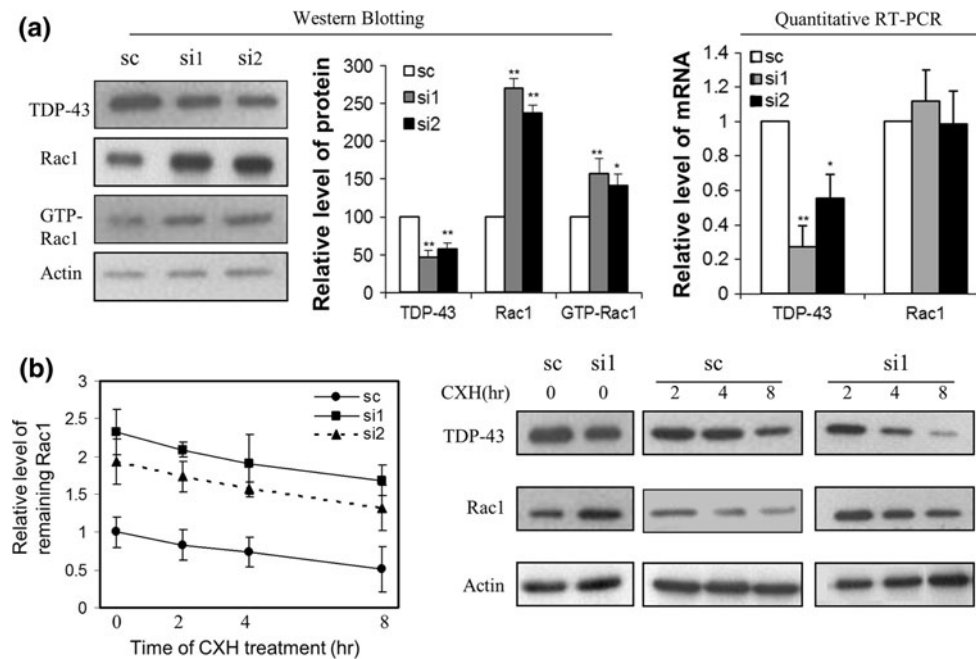 (a)
Western Blotting
Quantitative RT-PCR
sc si1 si2
TDP-43
Rac1
GTP-
Rac1
Actin
Relative level of protein
300
250
200
150
100
50
0
sc
si1
si2
** ** ** ** ** *
TDP-43 Rac1 GTP-Rac1
Relative level of mRNA
1.4
1.2
1
0.8
0.6
0.4
0.2
0
sc
si1
si2
** *
TDP-43 Rac1
(b)
Relative level of
remaining Rac1
3
2.5
2
1.5
1
0.5
0
sc
si1
si2
0 2 4 8
Time of CXH treatment (hr)
sc si1 sc si1
CXH(hr) 0 0 2 4 8 2 4 8
TDP-43
Rac1
Actin